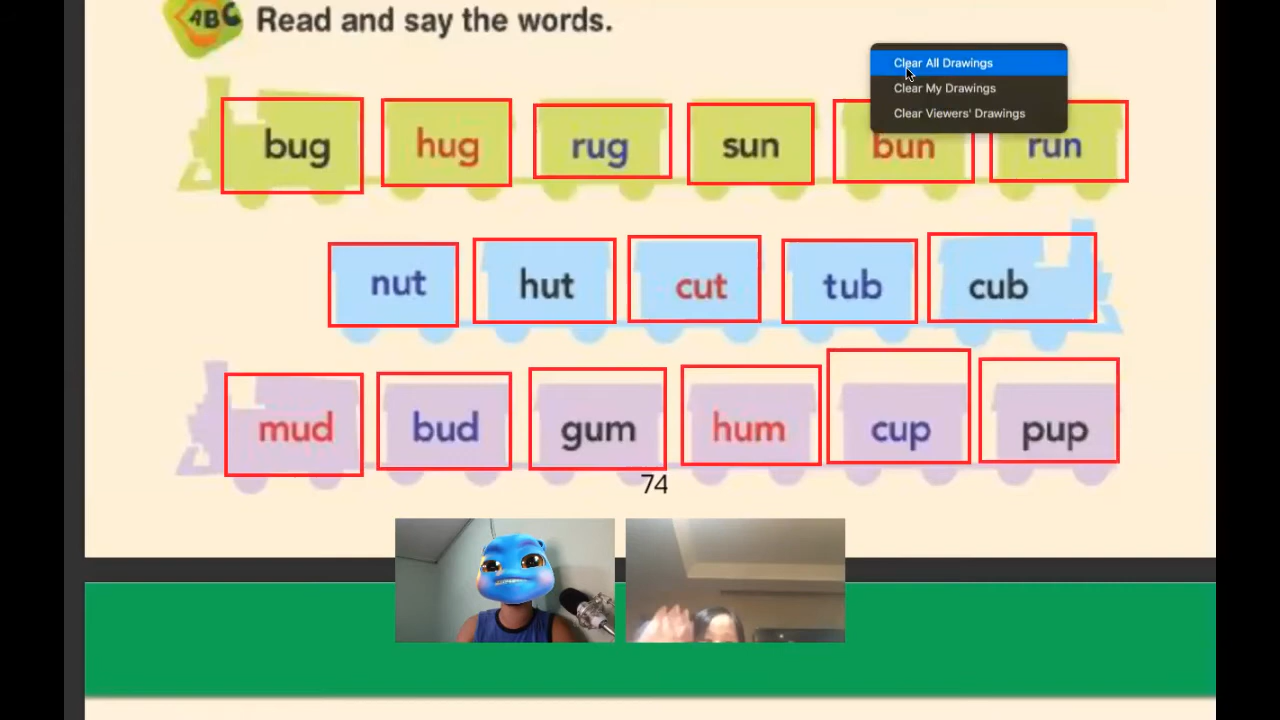 ABC Read and say the words.
Clear All Drawings
Clear My Drawings
Clear Viewers' Drawings
bug hug rug sun bun run
nut hut cut tub cub
mud bud gum hum cup pup
74